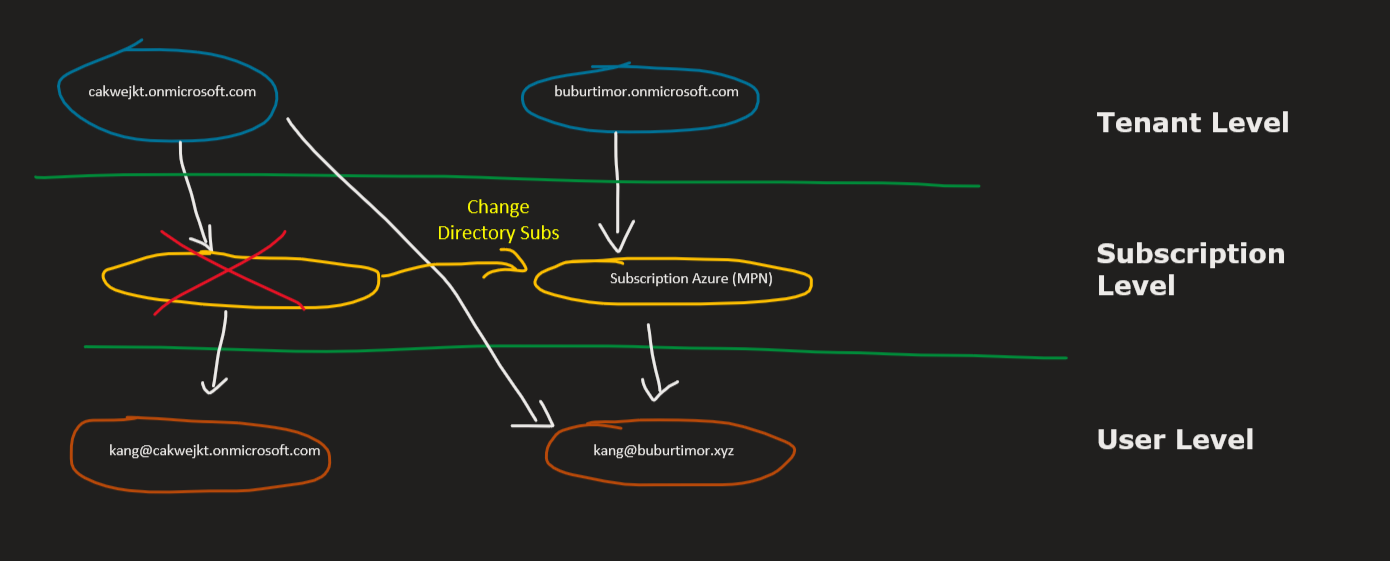 cakwejkt.onmicrosoft.com
buburtimor.onmicrosoft.com
Tenant Level
Change
Directory Subs
Subscription Azure (MPN)
Subscription
Level
kang@cakwejkt.onmicrosoft.com
kang@buburtimor.xyz
User Level